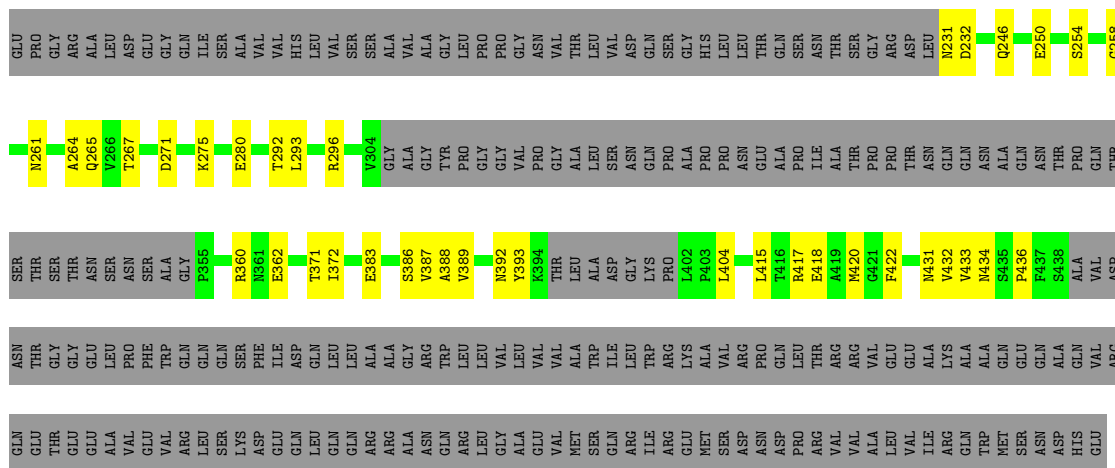 GLU PRO GLY ARG ALA LEU ASP GLU GLY GLN ILE SER ALA VAL VAL HIS LEU VAL SER SER ALA VAL ALA GLY LEU PRO PRO GLY ASN VAL THR LEU VAL ASP GLN SER GLY HIS LEU LEU THR GLN SER ASN THR SER GLY ARG ASP LEU N231 D232 Q246 E250 S254
N261 A264 Q265 V266 T267 D271 K275 E280 T292 L293 R296 V304 GLY ALA GLY TYR PRO GLY GLY VAL PRO GLY ALA LEU SER ASN GLN PRO ALA PRO PRO ASN GLU ALA PRO ILE ALA THR PRO PRO THR ASN GLN GLN ASN ALA GLN ASN THR PRO GLN THR
SER THR SER THR ASN SER ASN SER ALA GLY P355 R360 N361 E362 T371 I372 E383 S386 V387 A388 V389 N392 Y393 K394 THR LEU ALA ASP GLY LYS PRO L402 P403 L404 L415 T416 R417 E418 A419 M420 G421 F422 N431 V432 V433 N434 S435 P436 F437 S438 ALA VAL ASP
ASN THR GLY GLY GLU LEU PRO PHE TRP GLN GLN GLN SER PHE ILE ASP GLN LEU LEU ALA ALA GLY ARG TRP LEU LEU VAL LEU VAL VAL ALA TRP ILE LEU TRP ARG LYS ALA VAL ARG PRO GLN LEU THR ARG ARG VAL GLU GLU ALA LYS ALA ALA GLN GLU GLN ALA GLN VAL ARG
GLN GLU THR GLU GLU ALA VAL GLU VAL ARG LEU SER LYS ASP GLU GLN LEU GLN GLN ARG ARG ALA ASN GLN ARG LEU GLY ALA GLU VAL MET SER GLN ARG ILE ARG GLU MET SER ASP ASN ASP PRO ARG VAL VAL ALA LEU VAL ILE ARG GLN TRP MET SER ASN ASP HIS GLU